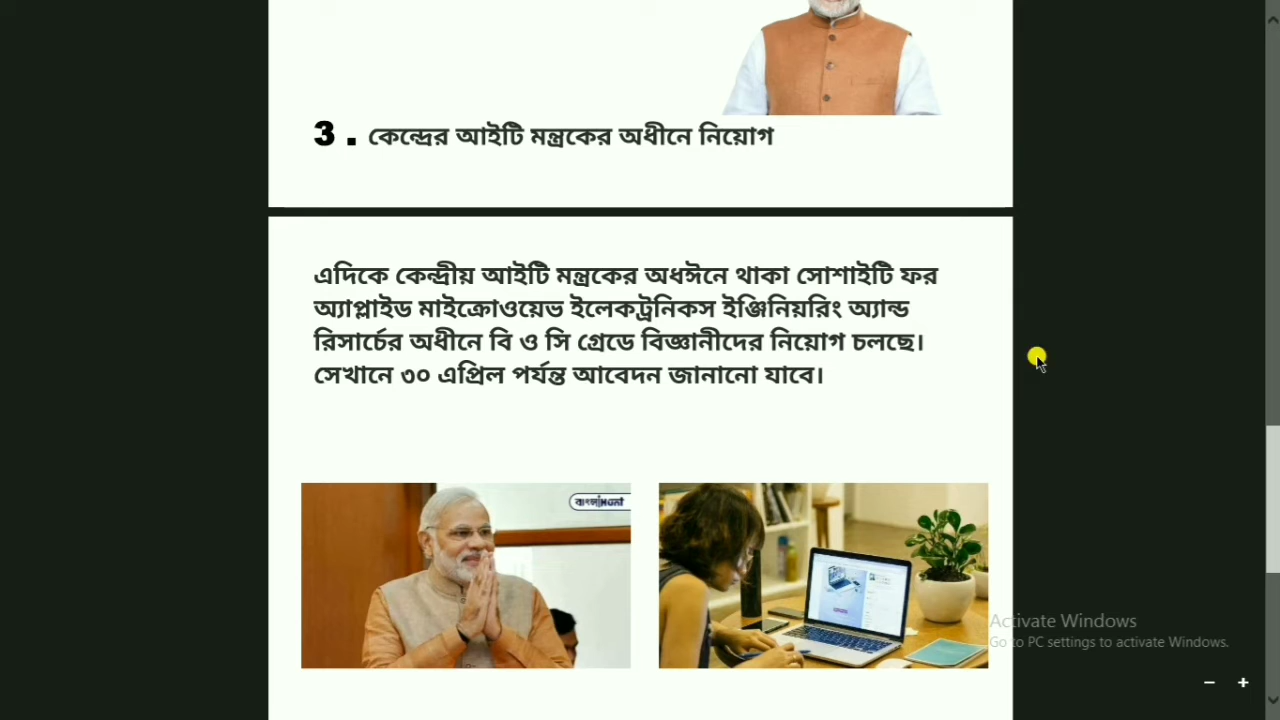 3 . কেন্দ্রের আইটি মন্ত্রকের অধীনে নিয়োগ
এদিকে কেন্দ্রীয় আইটি মন্ত্রকের অধঈনে থাকা সোশাইটি ফর
অ্যাপ্লাইড মাইক্রোওয়েভ ইলেকট্রনিকস ইঞ্জিনিয়রিং অ্যান্ড
রিসার্চের অধীনে বি ও সি গ্রেডে বিজ্ঞানীদের নিয়োগ চলছে।
সেখানে ৩০ এপ্রিল পর্যন্ত আবেদন জানানো যাবে।
বাংলাHunt
Activate Windows
Go to PC settings to activate Windows.